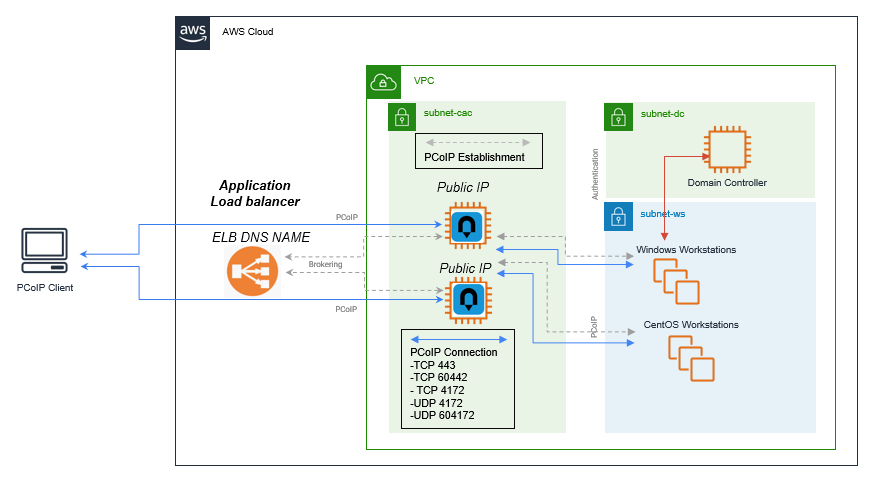 aws
AWS Cloud
VPC
subnet-cac
subnet-dc
PCoIP Establishment
Authentication
Domain Controller
Application
Load balancer
Public IP
PCoIP
subnet-ws
ELB DNS NAME
Brokering
Windows Workstations
Public IP
PCoIP Client
PCoIP
PCoIP
CentOS Workstations
PCoIP Connection
-TCP 443
-TCP 60442
- TCP 4172
-UDP 4172
-UDP 604172